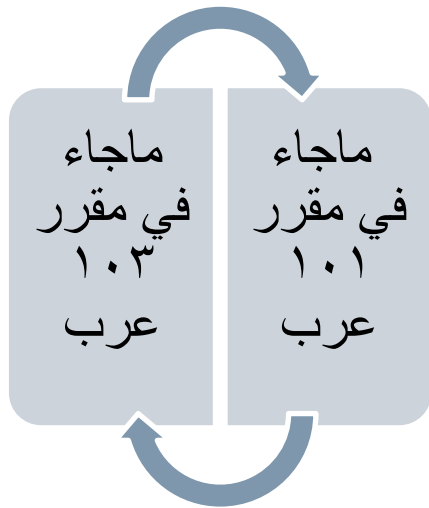 ماجاء
في مقرر
١٠١
عرب
ماجاء
في مقرر
١٠٣
عرب